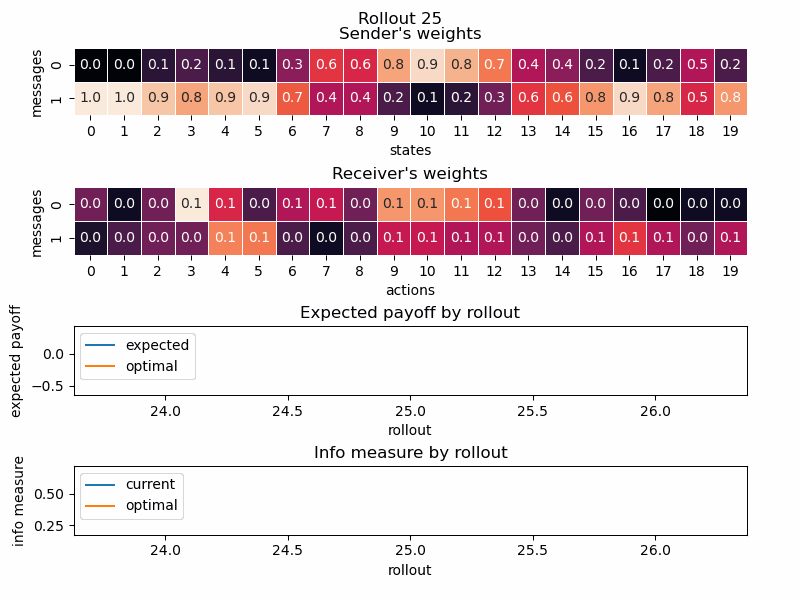 Rollout 25
Sender's weights
messages
0 0.0 0.0 0.1 0.2 0.1 0.1 0.3 0.6 0.6 0.8 0.9 0.8 0.7 0.4 0.4 0.2 0.1 0.2 0.5 0.2
1 1.0 1.0 0.9 0.8 0.9 0.9 0.7 0.4 0.4 0.2 0.1 0.2 0.3 0.6 0.6 0.8 0.9 0.8 0.5 0.8
0 1 2 3 4 5 6 7 8 9 10 11 12 13 14 15 16 17 18 19
states
Receiver's weights
messages
0 0.0 0.0 0.0 0.1 0.1 0.0 0.1 0.1 0.0 0.1 0.1 0.1 0.1 0.0 0.0 0.0 0.0 0.0 0.0 0.0
1 0.0 0.0 0.0 0.0 0.1 0.1 0.0 0.0 0.0 0.1 0.1 0.1 0.1 0.0 0.0 0.1 0.1 0.1 0.0 0.1
0 1 2 3 4 5 6 7 8 9 10 11 12 13 14 15 16 17 18 19
actions
Expected payoff by rollout
expected payoff
0.0
−0.5
expected
optimal
24.0 24.5 25.0 25.5 26.0
rollout
Info measure by rollout
info measure
0.50
0.25
current
optimal
24.0 24.5 25.0 25.5 26.0
rollout